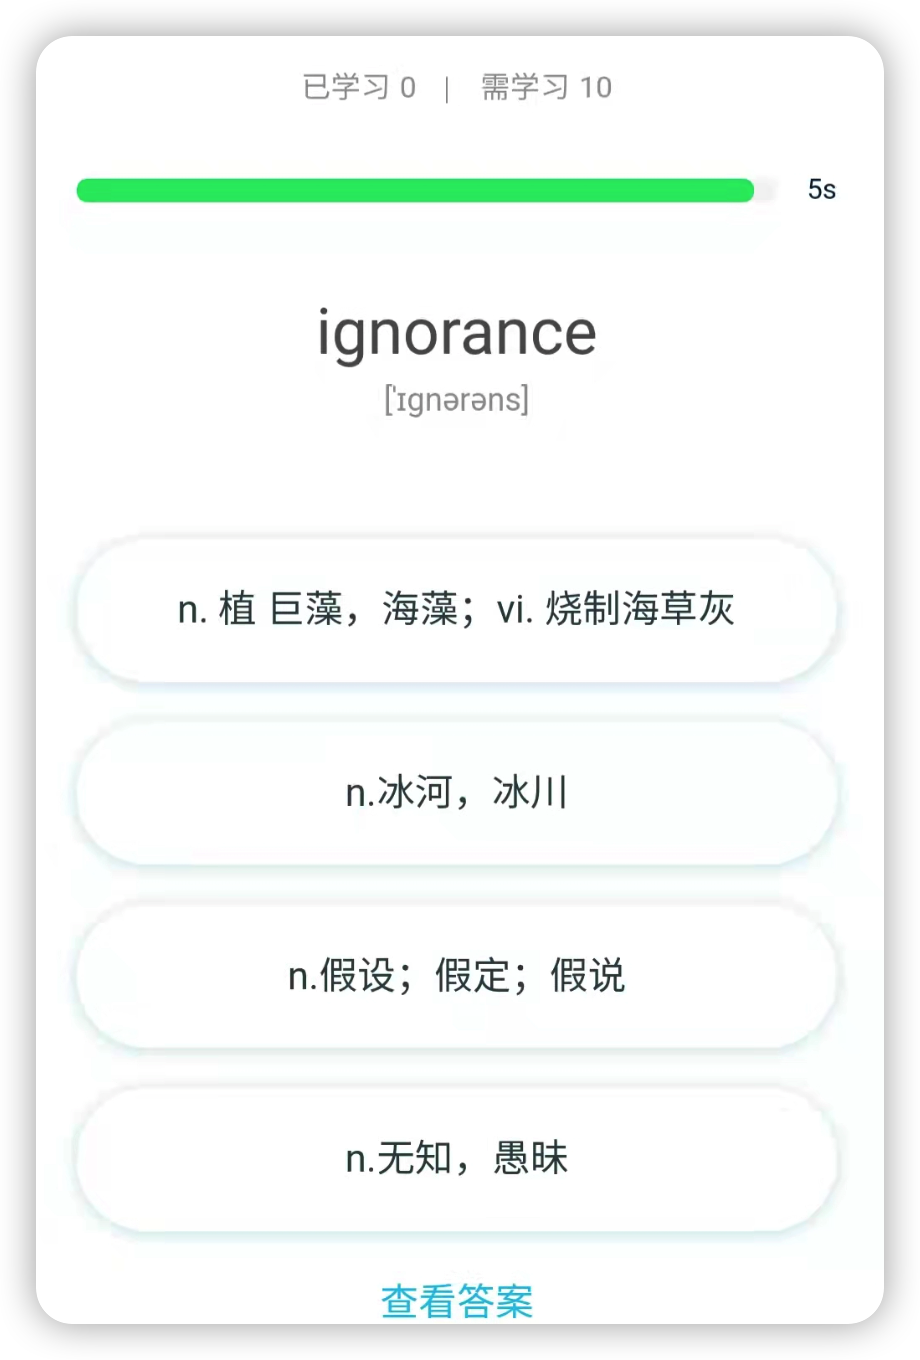 已学习 0 | 需学习 10
5s
ignorance
['ɪgnərəns]
n. 植 巨藻，海藻；vi. 烧制海草灰
n.冰河，冰川
n.假设；假定；假说
n.无知，愚昧
查看答案